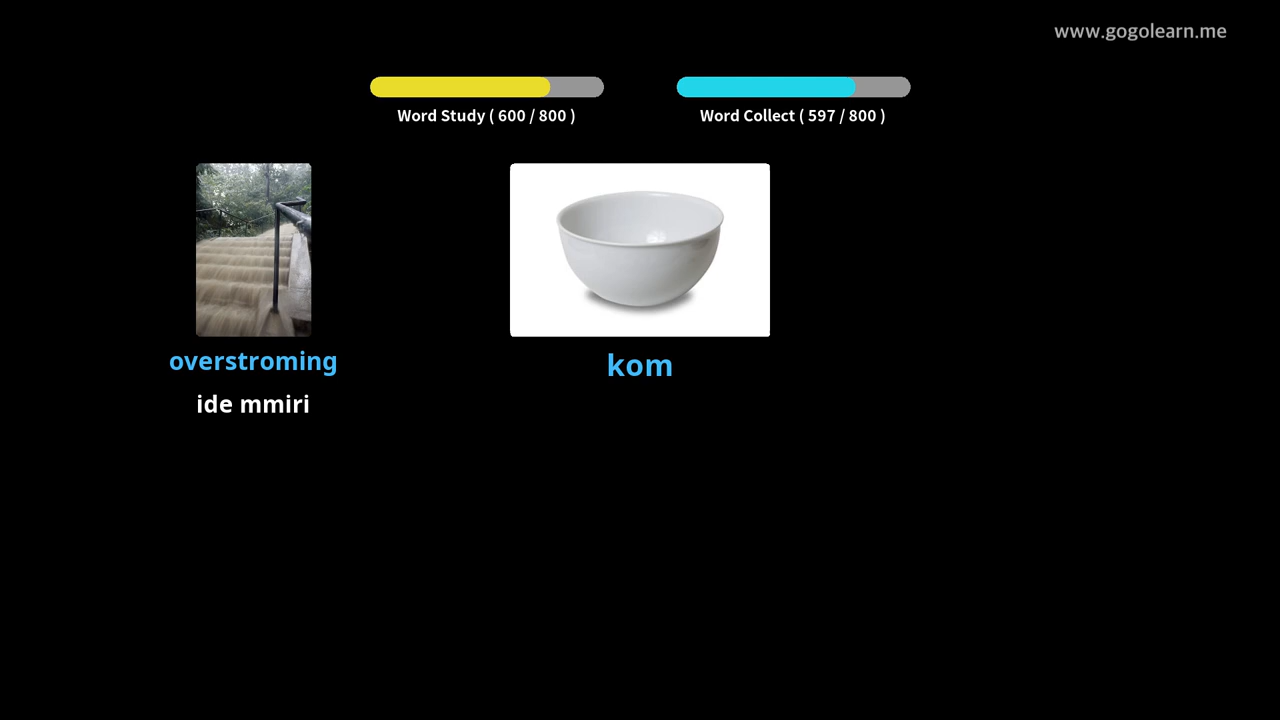 www.gogolearn.me
Word Study ( 600 / 800 )
Word Collect ( 597 / 800 )
overstroming
ide mmiri
kom